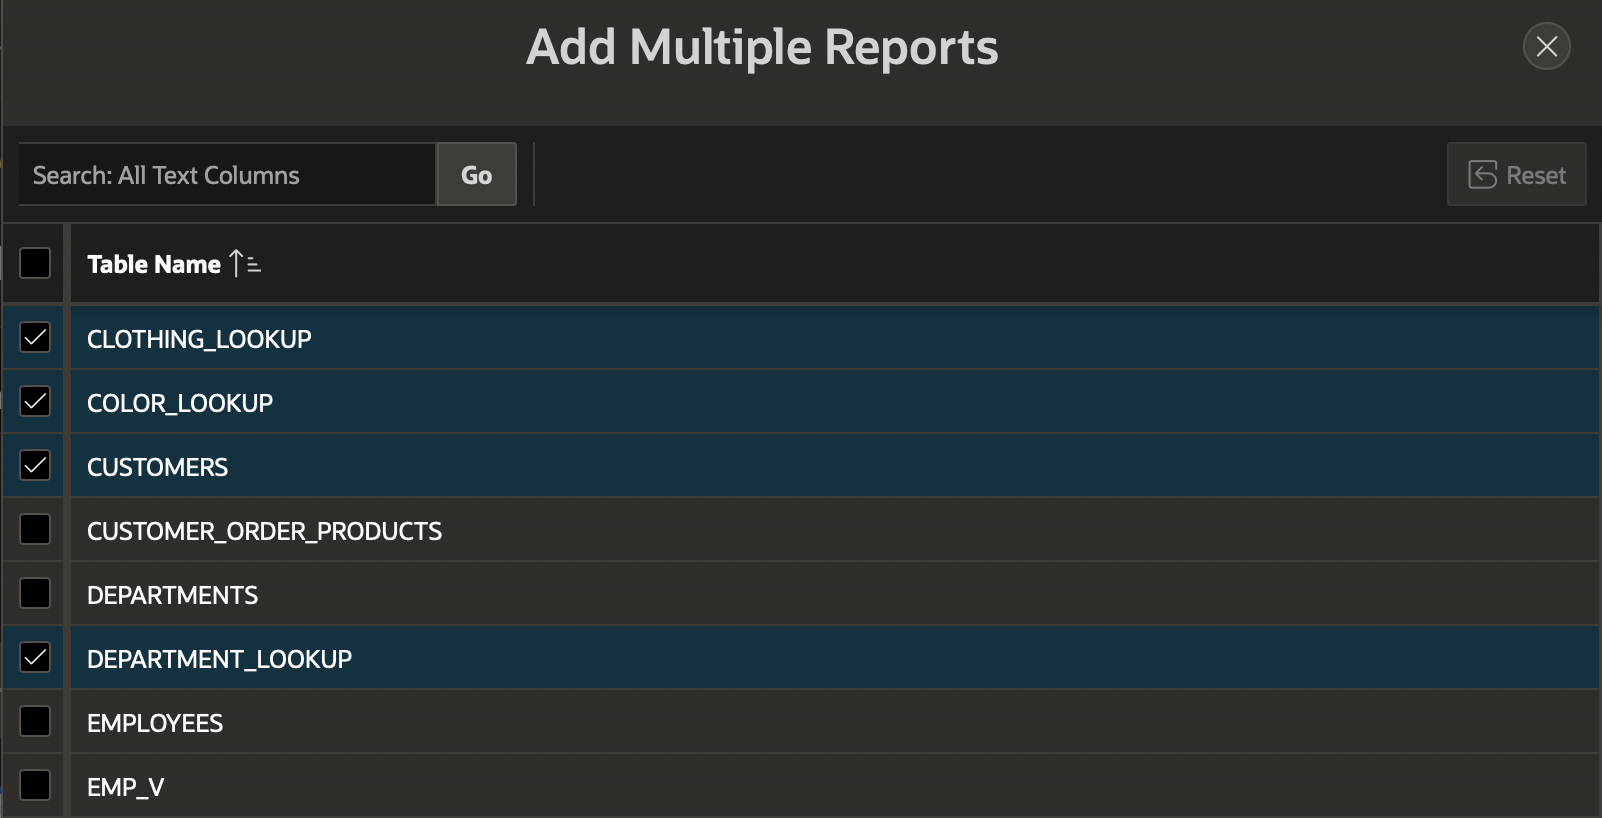 Add Multiple Reports
Search: All Text Columns
Go
Reset
Table Name
CLOTHING_LOOKUP
COLOR_LOOKUP
CUSTOMERS
CUSTOMER_ORDER_PRODUCTS
DEPARTMENTS
DEPARTMENT_LOOKUP
EMPLOYEES
EMP_V